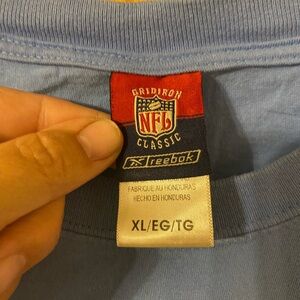 GRIDIRON
NFL
CLASSIC
Reebok
FABRIQUE AU HONDURAS
HECHO EN HONDURAS
XL/EG/TG